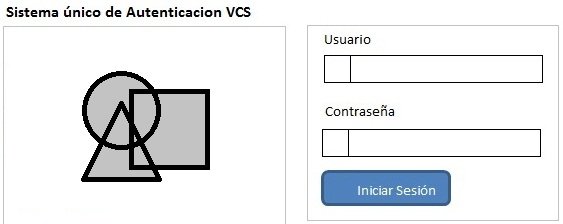 Sistema único de Autenticacion VCS
Usuario
Contraseña
Iniciar Sesión